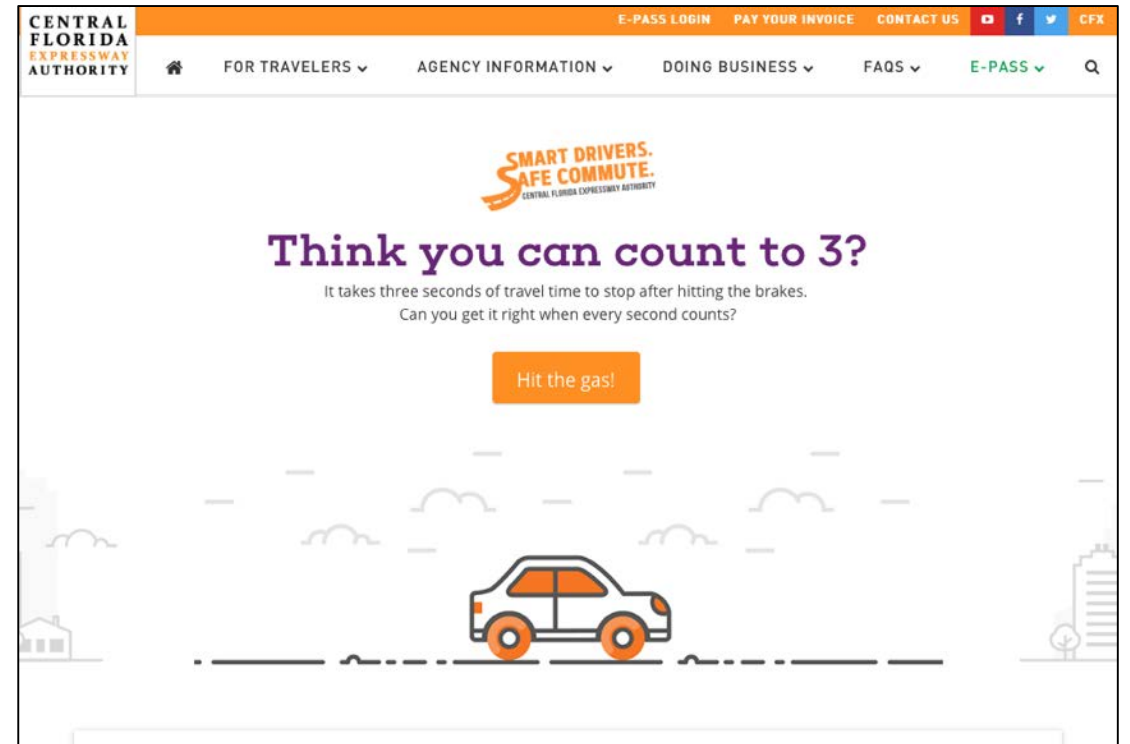 E-PASS LOGIN PAY YOUR INVOICE CONTACT US CFX
CENTRAL
FLORIDA
EXPRESSWAY
AUTHORITY
FOR TRAVELERS AGENCY INFORMATION DOING BUSINESS FAQS E-PASS
SMART DRIVERS.
SAFE COMMUTE.
CENTRAL FLORIDA EXPRESSWAY AUTHORITY
Think you can count to 3?
It takes three seconds of travel time to stop after hitting the brakes.
Can you get it right when every second counts?
Hit the gas!